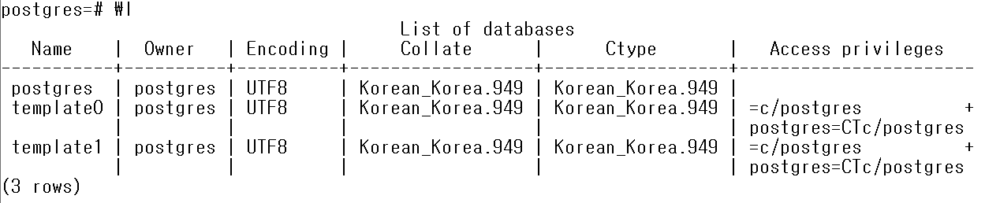 postgres=# ₩l
List of databases
Name | Owner | Encoding | Collate | Ctype | Access privileges
-----------+----------+----------+------------------+------------------+-----------------------
postgres | postgres | UTF8 | Korean_Korea.949 | Korean_Korea.949 |
template0 | postgres | UTF8 | Korean_Korea.949 | Korean_Korea.949 | =c/postgres +
| | | | | postgres=CTc/postgres
template1 | postgres | UTF8 | Korean_Korea.949 | Korean_Korea.949 | =c/postgres +
| | | | | postgres=CTc/postgres
(3 rows)